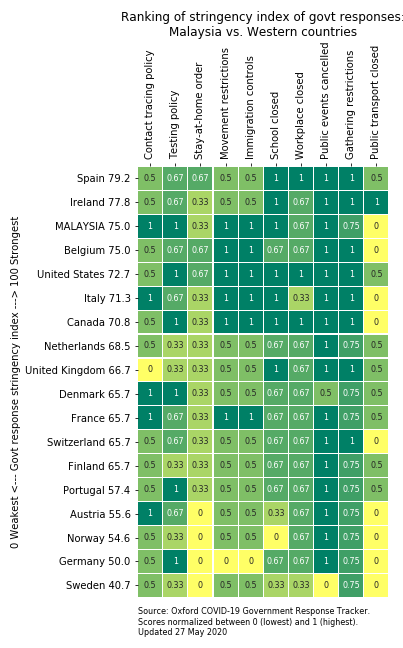 Ranking of stringency index of govt responses:
Malaysia vs. Western countries
Contact tracing policy
Testing policy
Stay-at-home order
Movement restrictions
Immigration controls
School closed
Workplace closed
Public events cancelled
Gathering restrictions
Public transport closed
0 Weakest <--- Govt response stringency index ---> 100 Strongest
Spain 79.2 0.5 0.67 0.67 0.5 0.5 1 1 1 1 0.5
Ireland 77.8 0.5 0.67 0.33 0.5 0.5 1 0.67 1 1 1
MALAYSIA 75.0 1 1 0.33 1 1 1 0.67 1 0.75 0
Belgium 75.0 0.5 0.67 0.67 1 1 0.67 0.67 1 1 0
United States 72.7 0.5 1 0.67 1 1 1 1 1 1 0.5
Italy 71.3 1 0.67 0.33 1 1 1 0.33 1 1 0
Canada 70.8 0.5 1 0.33 1 1 1 1 1 1 0
Netherlands 68.5 0.5 0.33 0.33 0.5 0.5 0.67 0.67 1 0.75 0.5
United Kingdom 66.7 0 0.33 0.33 0.5 0.5 1 0.67 1 1 0.5
Denmark 65.7 1 1 0.33 0.5 0.5 0.67 0.67 0.5 0.75 0.5
France 65.7 1 0.67 0.33 1 1 0.67 0.67 1 0.75 0.5
Switzerland 65.7 0.5 0.67 0.33 0.5 0.5 0.67 0.67 1 1 0
Finland 65.7 0.5 0.33 0.33 0.5 0.5 0.67 0.67 1 0.75 0.5
Portugal 57.4 0.5 1 0.33 0.5 0.5 0.67 0.67 1 0.75 0.5
Austria 55.6 1 0.67 0 0.5 0.5 0.33 0.67 1 0.75 0
Norway 54.6 0.5 0.33 0 0.5 0.5 0 0.67 1 0.75 0
Germany 50.0 0.5 1 0 0 0 0.67 0.67 1 0.75 0
Sweden 40.7 0.5 0.33 0 0.5 0.5 0.33 0.33 0 0.75 0
Source: Oxford COVID-19 Government Response Tracker.
Scores normalized between 0 (lowest) and 1 (highest).
Updated 27 May 2020